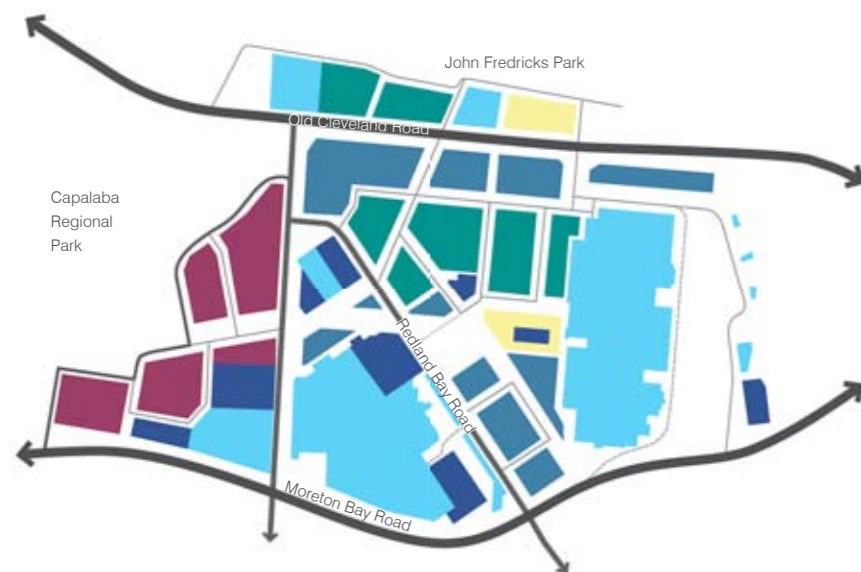 John Fredricks Park
Old Cleveland Road
Capalaba
Regional
Park
Redland Bay Road
Moreton Bay Road